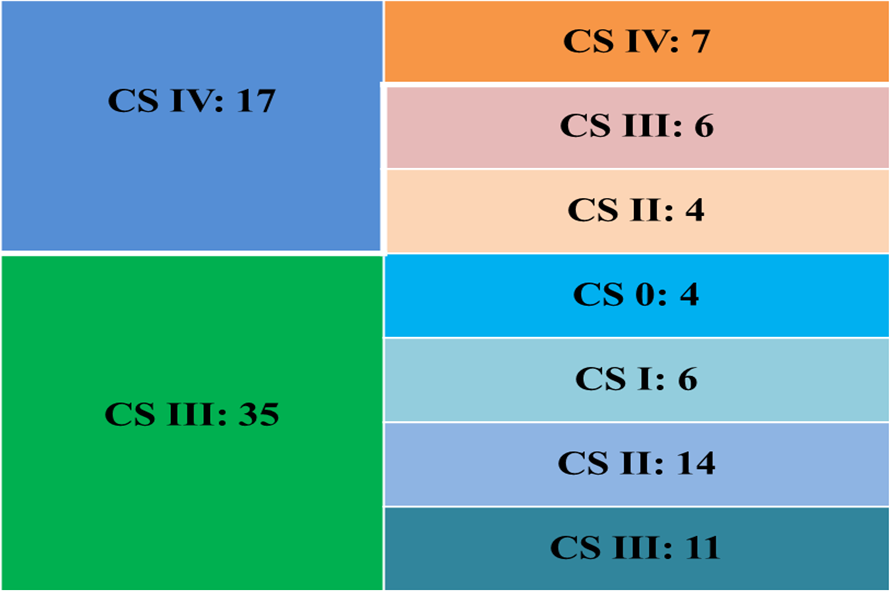 CS IV: 17
CS IV: 7
CS III: 6
CS II: 4
CS III: 35
CS 0: 4
CS I: 6
CS II: 14
CS III: 11